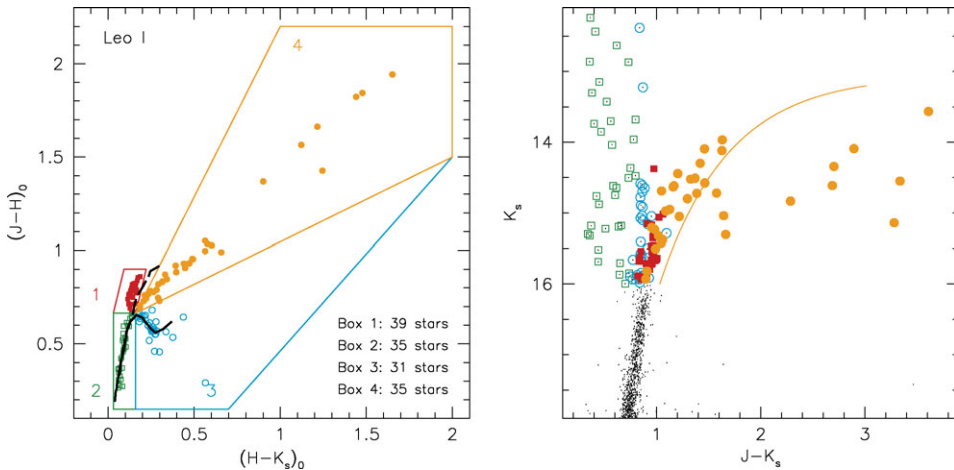 Leo I
4
1
2
3
Box 1: 39 stars
Box 2: 35 stars
Box 3: 31 stars
Box 4: 35 stars
2
1.5
1
0.5
(J−H)₀
0
0.5
1
1.5
2
(H−Kₛ)₀
14
16
Kₛ
1
2
3
J−Kₛ